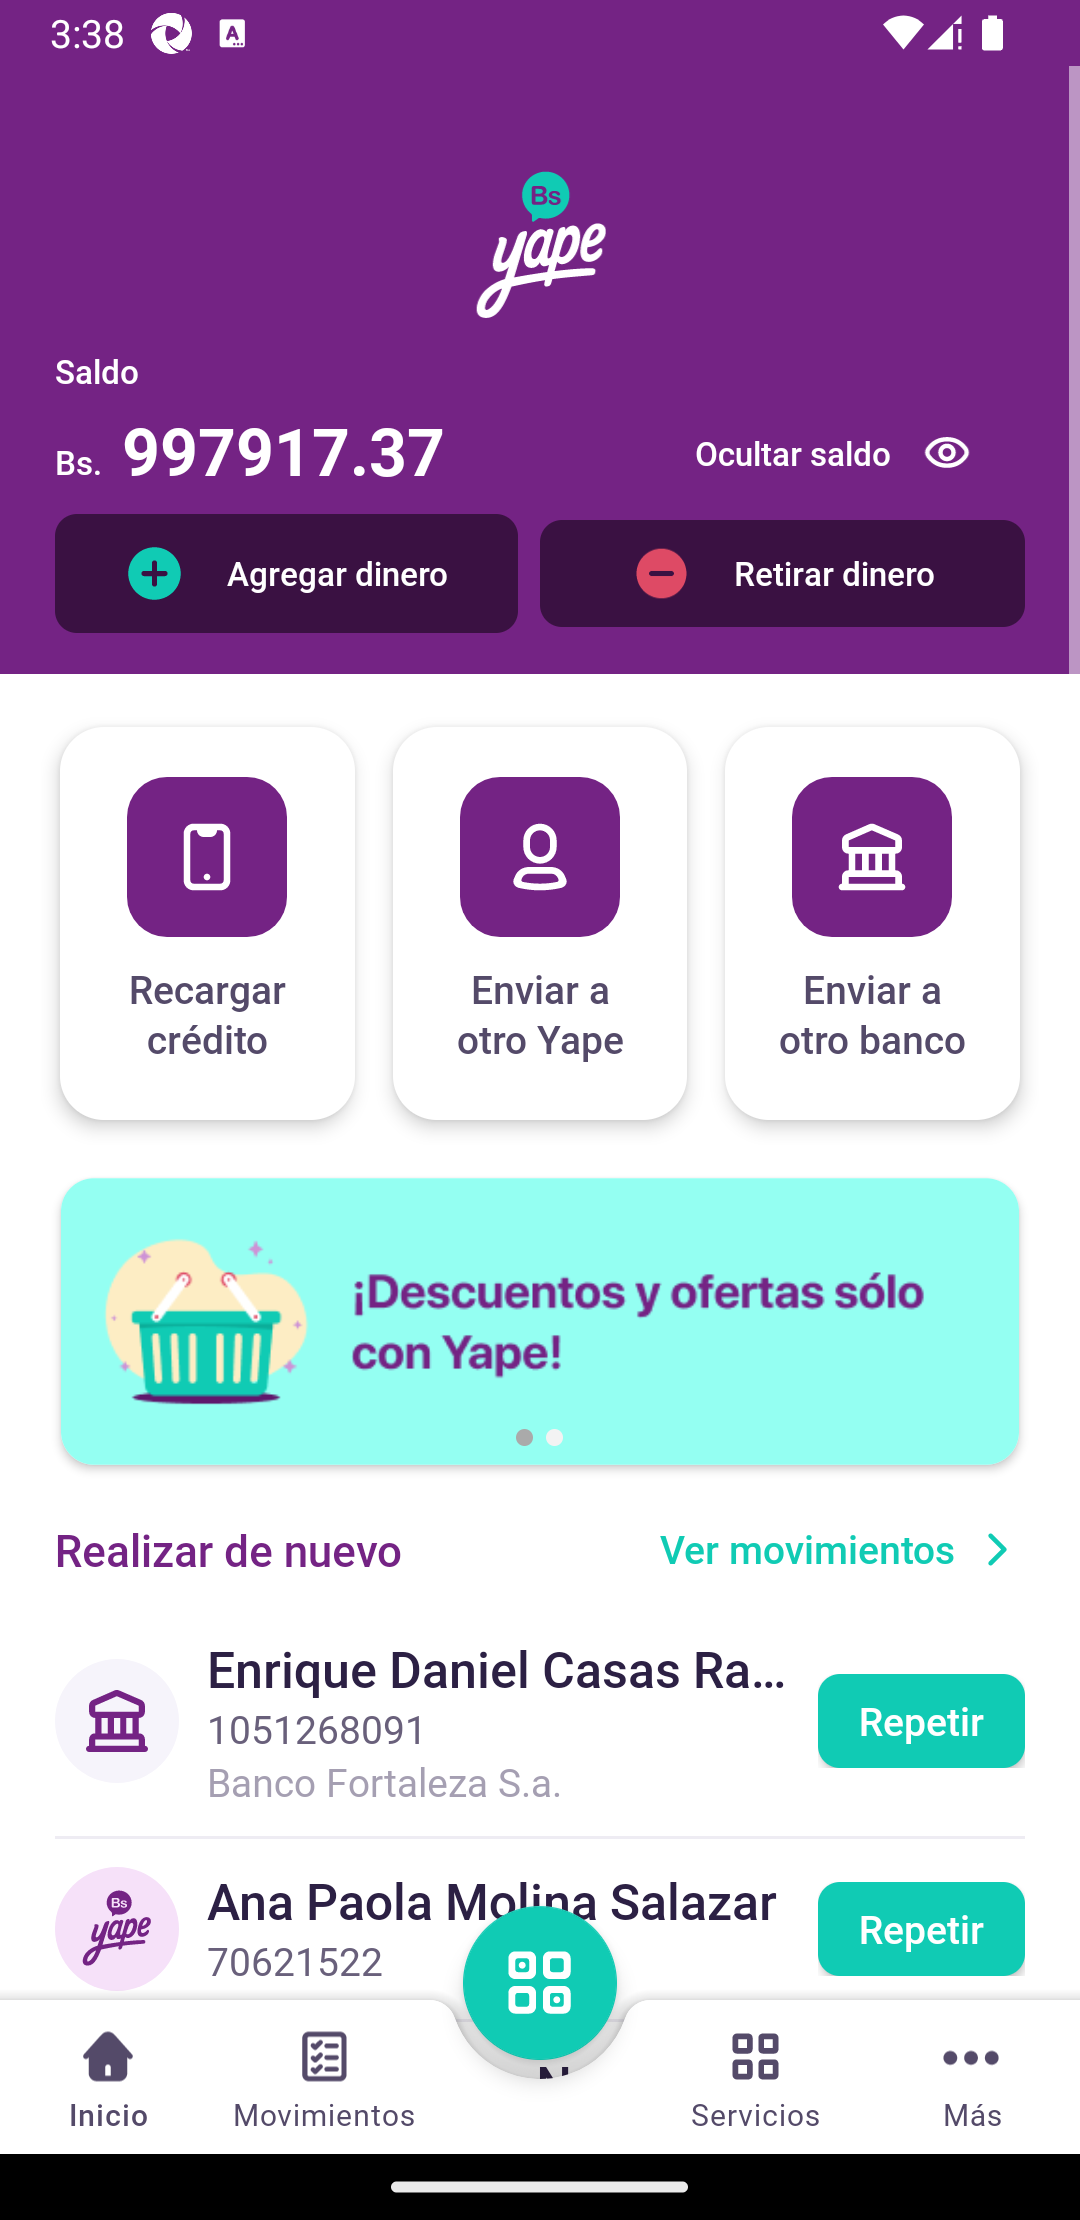 3:38
Bs
yape
Saldo
Bs. 997917.37
Ocultar saldo
Agregar dinero
Retirar dinero
Recargar
crédito
Enviar a
otro Yape
Enviar a
otro banco
¡Descuentos y ofertas sólo
con Yape!
Realizar de nuevo
Ver movimientos
Enrique Daniel Casas Ra...
1051268091
Banco Fortaleza S.a.
Repetir
Bs
yape
Ana Paola Molina Salazar
70621522
Repetir
Inicio
Movimientos
Servicios
Más